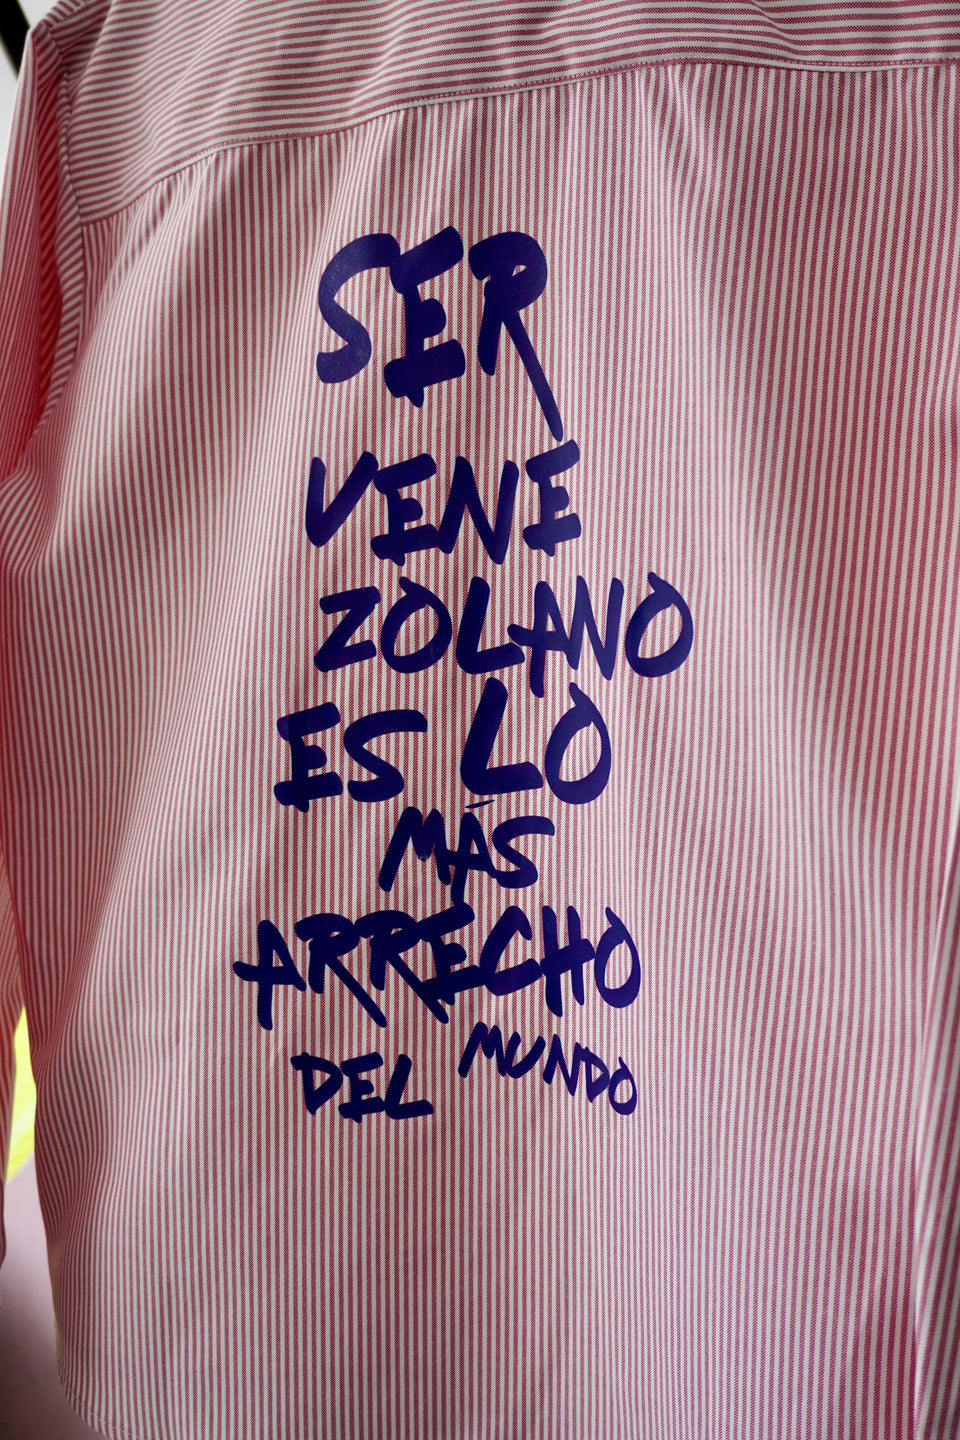 SER
VENE
ZOLANO
ES LO
MÁS
ARRECHO
DEL MUNDO